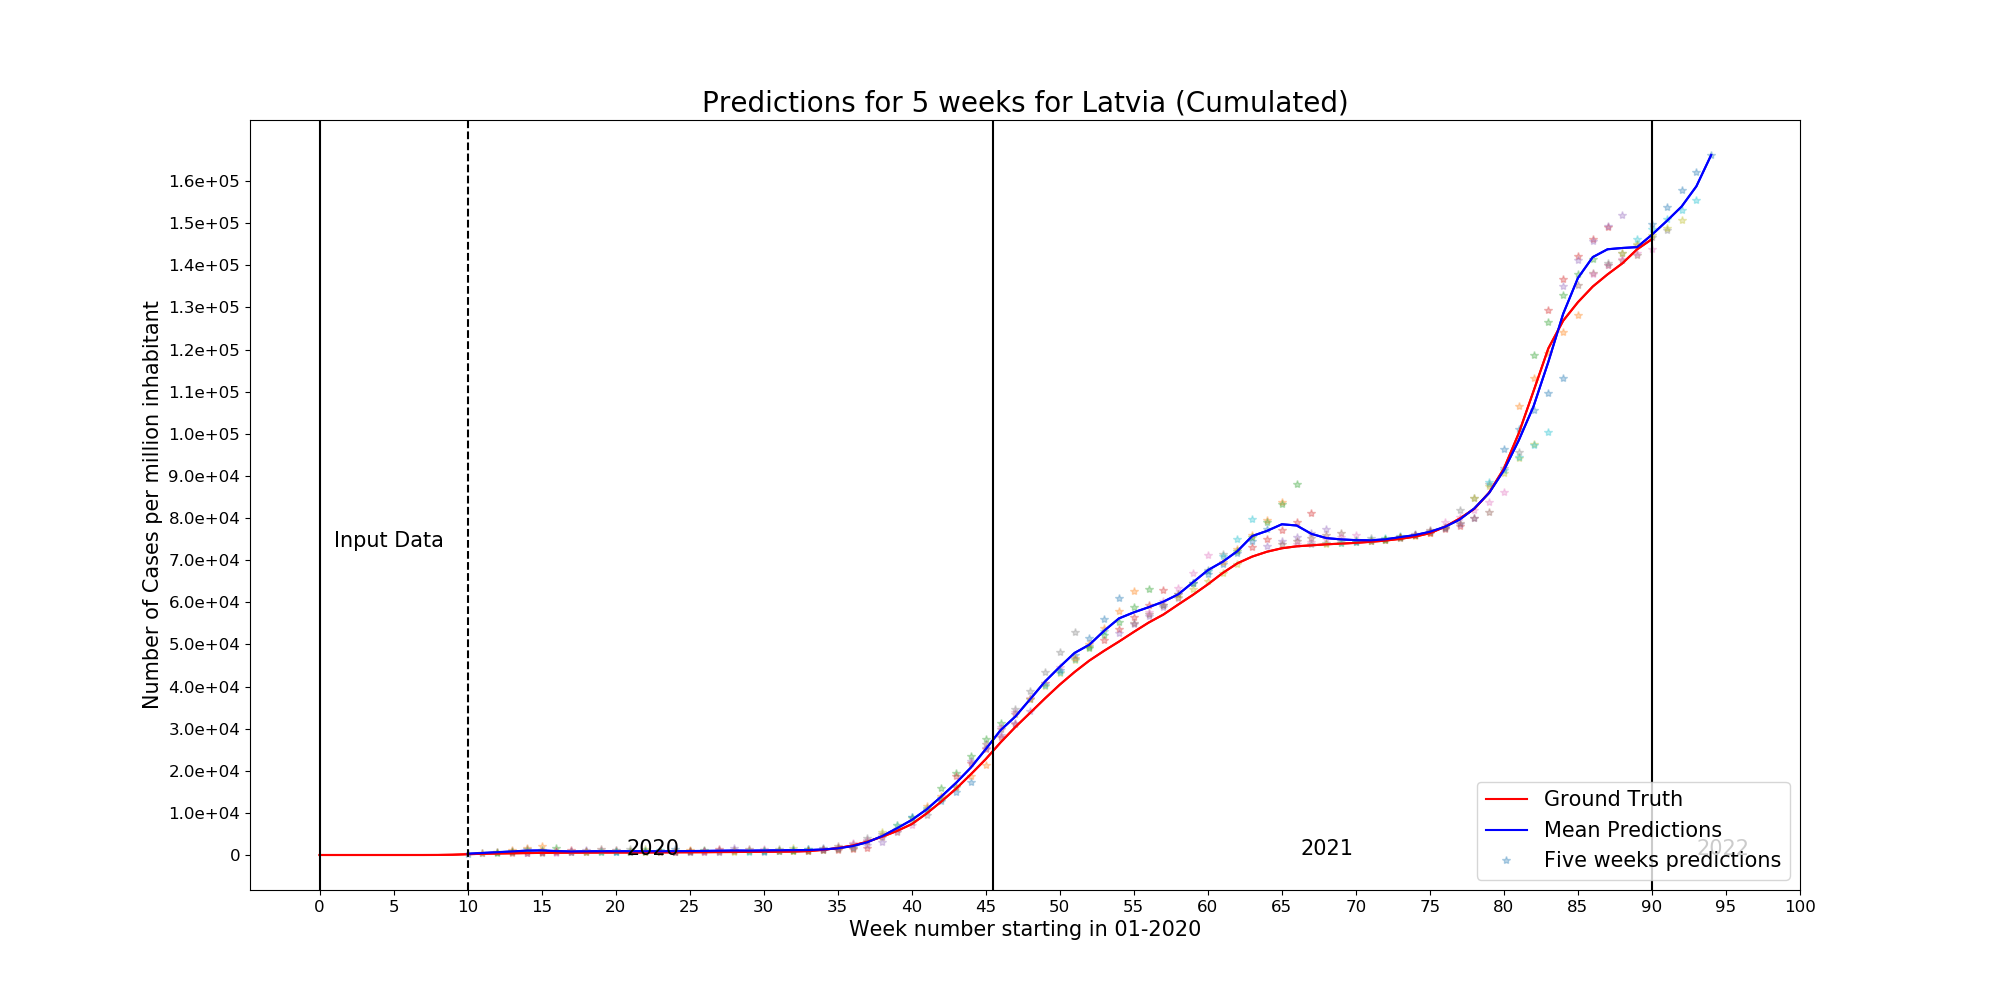 Predictions for 5 weeks for Latvia (Cumulated)
Number of Cases per million inhabitant
1.6e+05
1.5e+05
1.4e+05
1.3e+05
1.2e+05
1.1e+05
1.0e+05
9.0e+04
8.0e+04
7.0e+04
6.0e+04
5.0e+04
4.0e+04
3.0e+04
2.0e+04
1.0e+04
0
Input Data
2020
2021
2022
Ground Truth
Mean Predictions
Five weeks predictions
0 5 10 15 20 25 30 35 40 45 50 55 60 65 70 75 80 85 90 95 100
Week number starting in 01-2020